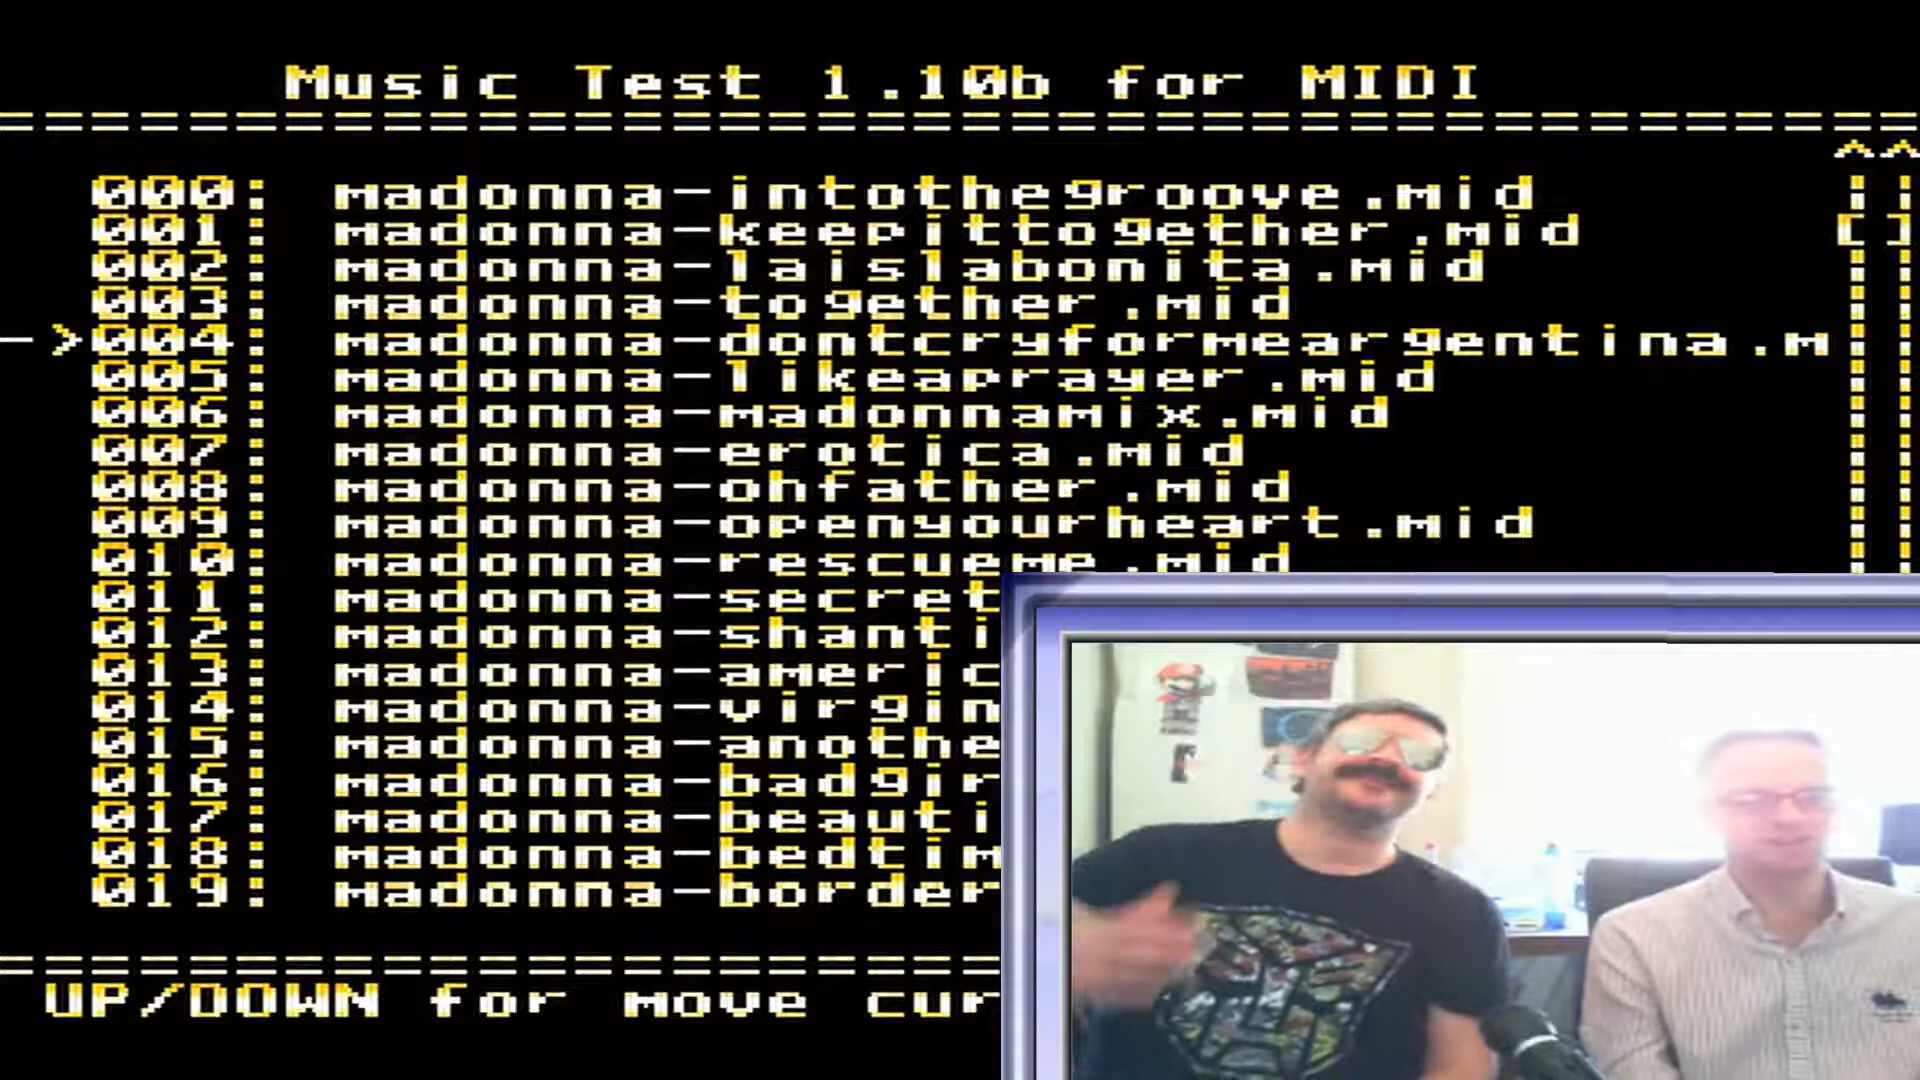 Music Test 1.10b for MIDI
========================================
^^
000: madonna-intothegroove.mid
001: madonna-keepittogether.mid []
002: madonna-laislabonita.mid
003: madonna-together.mid
->004: madonna-dontcryformeargentina.m
005: madonna-likeaprayer.mid
006: madonna-madonnamix.mid
007: madonna-erotica.mid
008: madonna-ohfather.mid
009: madonna-openyourheart.mid
010: madonna-rescueme.mid
011: madonna-secret
012: madonna-shanti
013: madonna-americ
014: madonna-virgin
015: madonna-anothe
016: madonna-badgir
017: madonna-beauti
018: madonna-bedtim
019: madonna-border
=====================
UP/DOWN for move cur